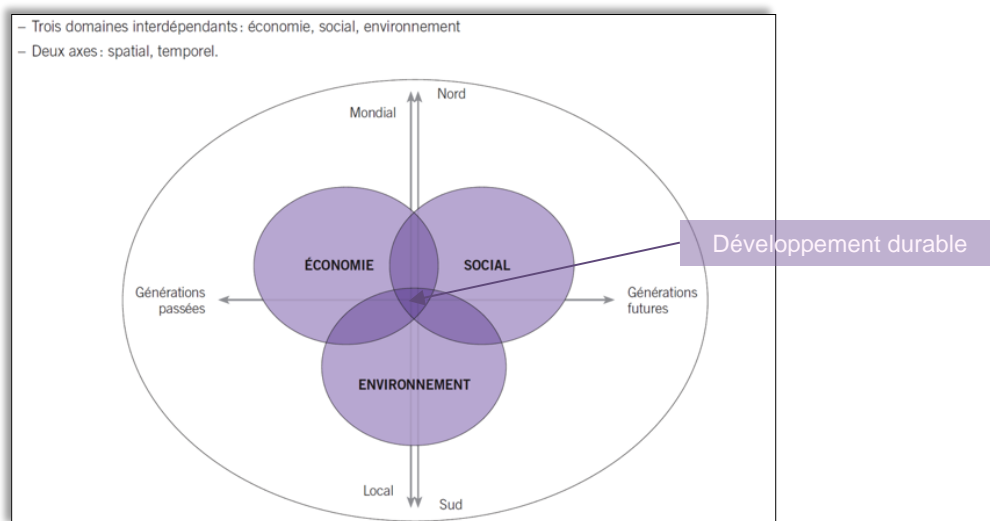 – Trois domaines interdépendants : économie, social, environnement
– Deux axes : spatial, temporel.
Nord
Mondial
Développement durable
ÉCONOMIE
SOCIAL
Générations
passées
Générations
futures
ENVIRONNEMENT
Local
Sud